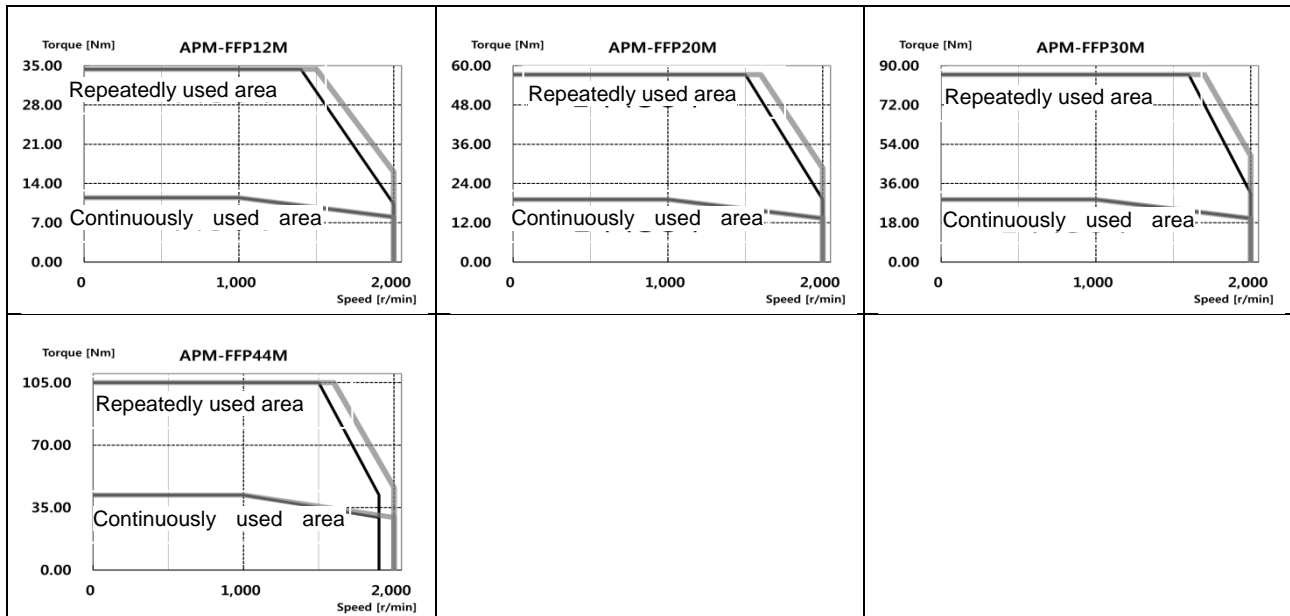 Torque [Nm] APM-FFP12M
35.00
Repeatedly used area
28.00
21.00
14.00
Continuously used area
7.00
0.00
0 1,000 2,000
Speed [r/min]
Torque [Nm] APM-FFP20M
60.00
Repeatedly used area
48.00
36.00
24.00
Continuously used area
12.00
0.00
0 1,000 2,000
Speed [r/min]
Torque [Nm] APM-FFP30M
90.00
Repeatedly used area
72.00
54.00
36.00
Continuously used area
18.00
0.00
0 1,000 2,000
Speed [r/min]
Torque [Nm] APM-FFP44M
105.00
Repeatedly used area
70.00
35.00
Continuously used area
0.00
0 1,000 2,000
Speed [r/min]